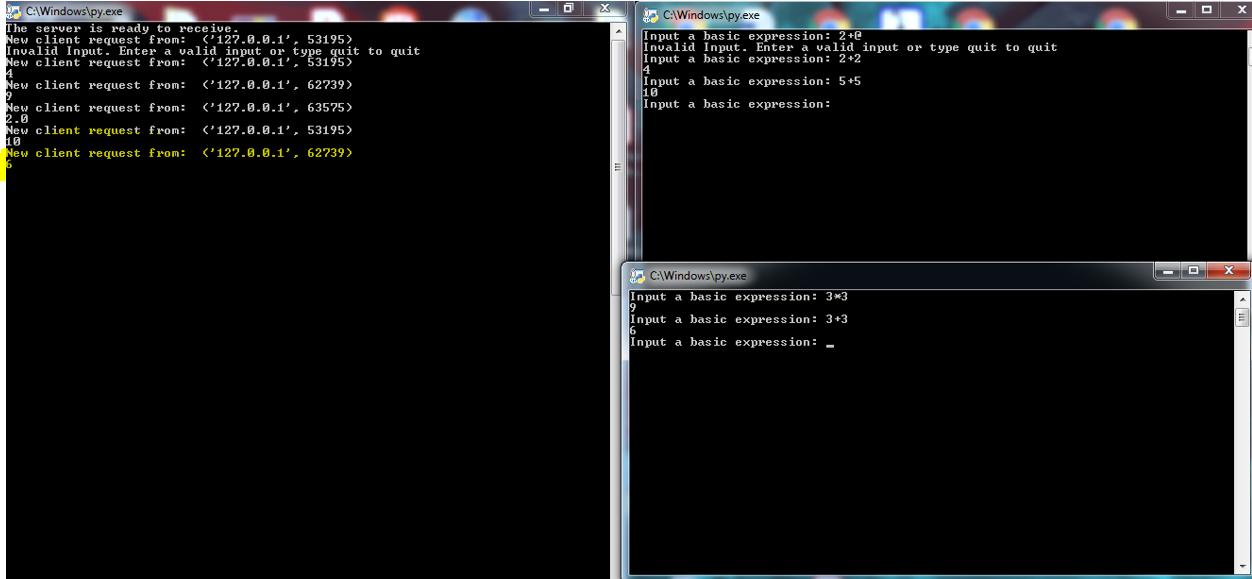 C:\Windows\py.exe
The server is ready to receive.
New client request from:  ('127.0.0.1', 53195)
Invalid Input. Enter a valid input or type quit to quit
New client request from:  ('127.0.0.1', 53195)
4
New client request from:  ('127.0.0.1', 62739)
9
New client request from:  ('127.0.0.1', 63575)
2.0
New client request from:  ('127.0.0.1', 53195)
10
New client request from:  ('127.0.0.1', 62739)
6
C:\Windows\py.exe
Input a basic expression: 2+@
Invalid Input. Enter a valid input or type quit to quit
Input a basic expression: 2+2
4
Input a basic expression: 5+5
10
Input a basic expression:
C:\Windows\py.exe
Input a basic expression: 3*3
9
Input a basic expression: 3+3
6
Input a basic expression: _